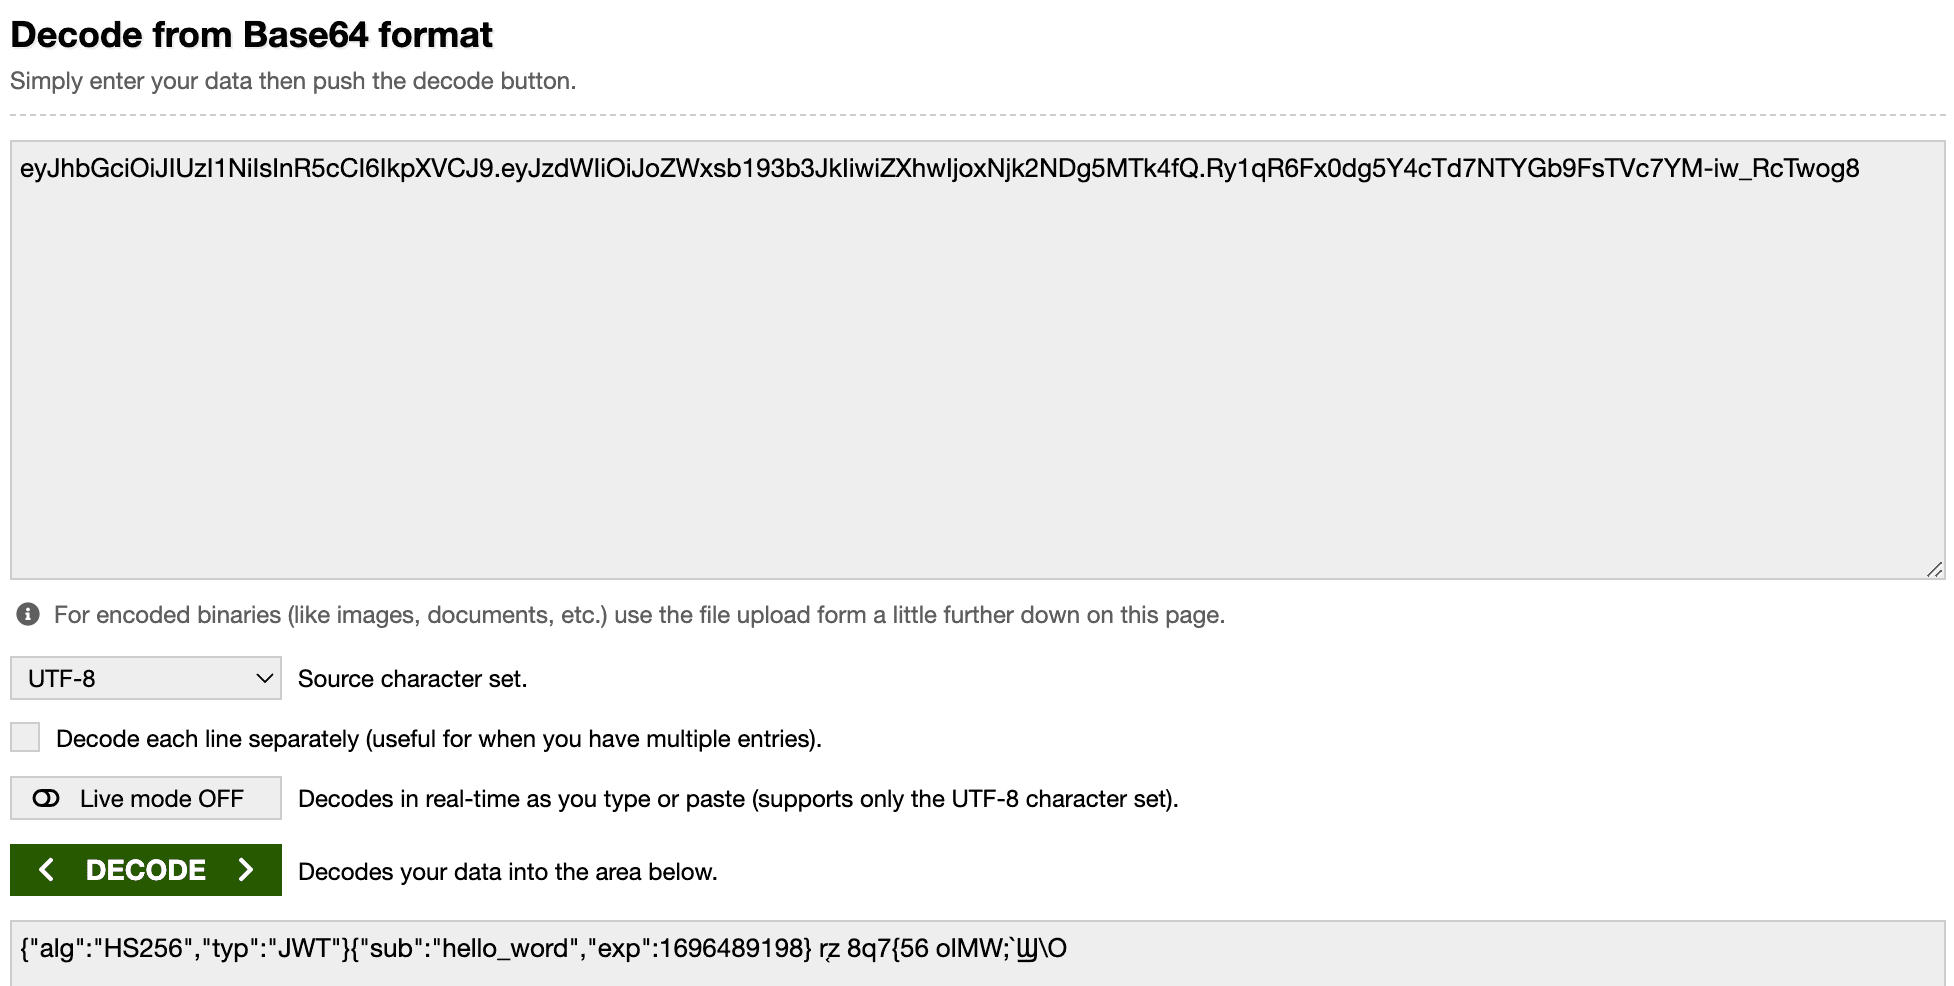 Decode from Base64 format
Simply enter your data then push the decode button.
eyJhbGciOiJIUzI1NiIsInR5cCI6IkpXVCJ9.eyJzdWIiOiJoZWxsb193b3JkIiwiZXhwIjoxNjk2NDg5MTk4fQ.Ry1qR6Fx0dg5Y4cTd7NTYGb9FsTVc7YM-iw_RcTwog8
For encoded binaries (like images, documents, etc.) use the file upload form a little further down on this page.
UTF-8 Source character set.
Decode each line separately (useful for when you have multiple entries).
Live mode OFF Decodes in real-time as you type or paste (supports only the UTF-8 character set).
< DECODE > Decodes your data into the area below.
{"alg":"HS256","typ":"JWT"}{"sub":"hello_word","exp":1696489198}